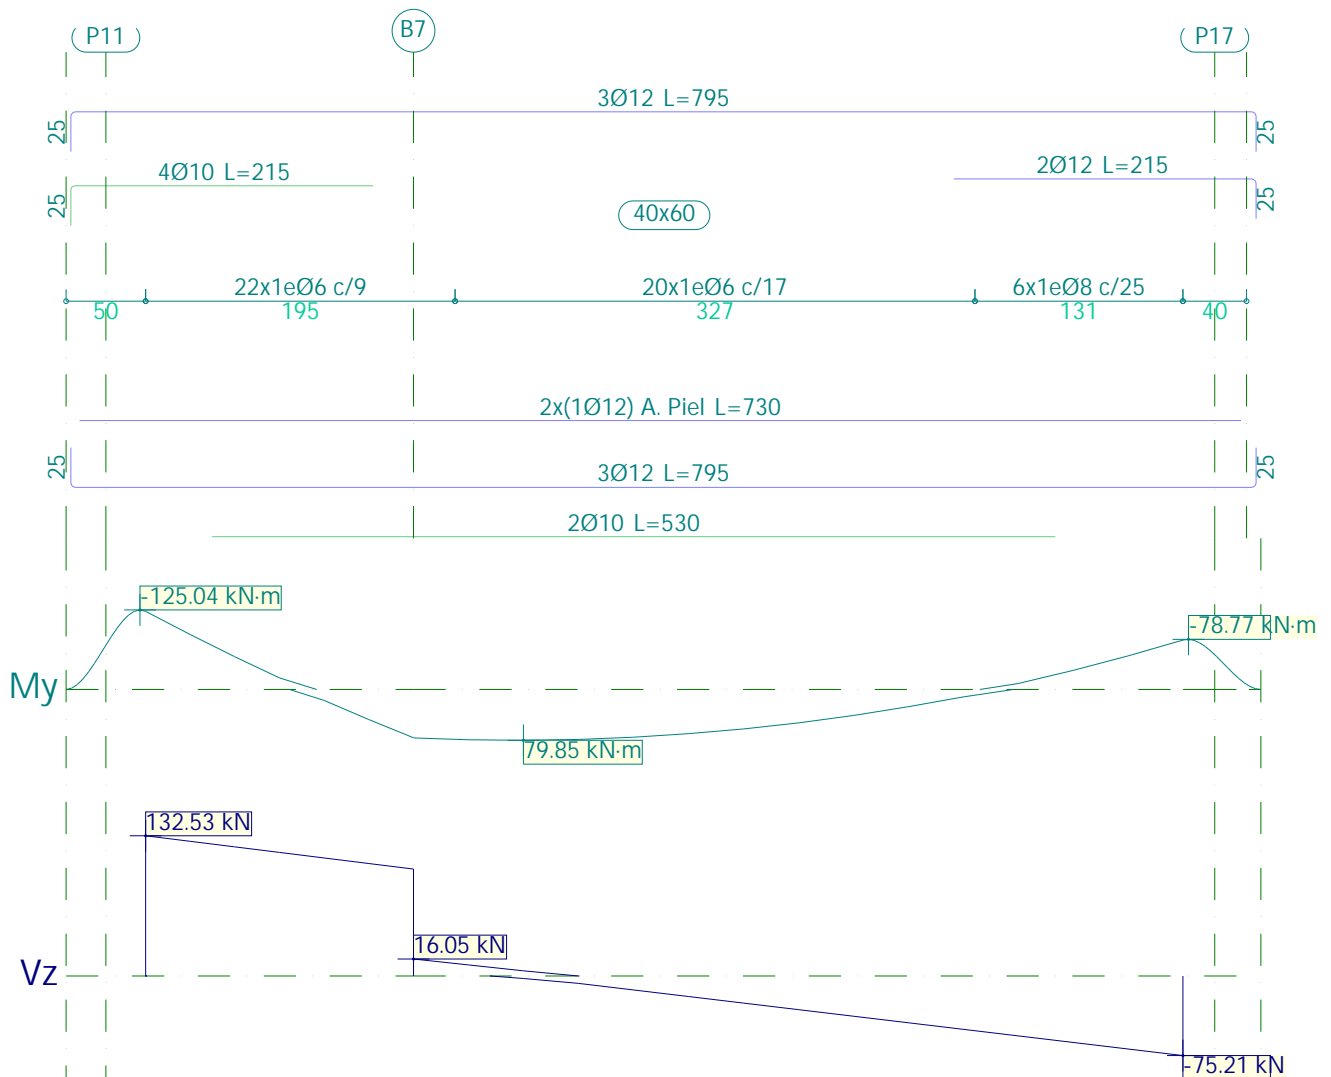 P11 B7 P17
3Ø12 L=795
25 25
4Ø10 L=215 2Ø12 L=215
25 25
40x60
22x1eØ6 c/9 20x1eØ6 c/17 6x1eØ8 c/25
50 195 327 131 40
2x(1Ø12) A. Piel L=730
25 25
3Ø12 L=795
2Ø10 L=530
-125.04 kN·m
-78.77 kN·m
My
79.85 kN·m
132.53 kN
16.05 kN
Vz
-75.21 kN